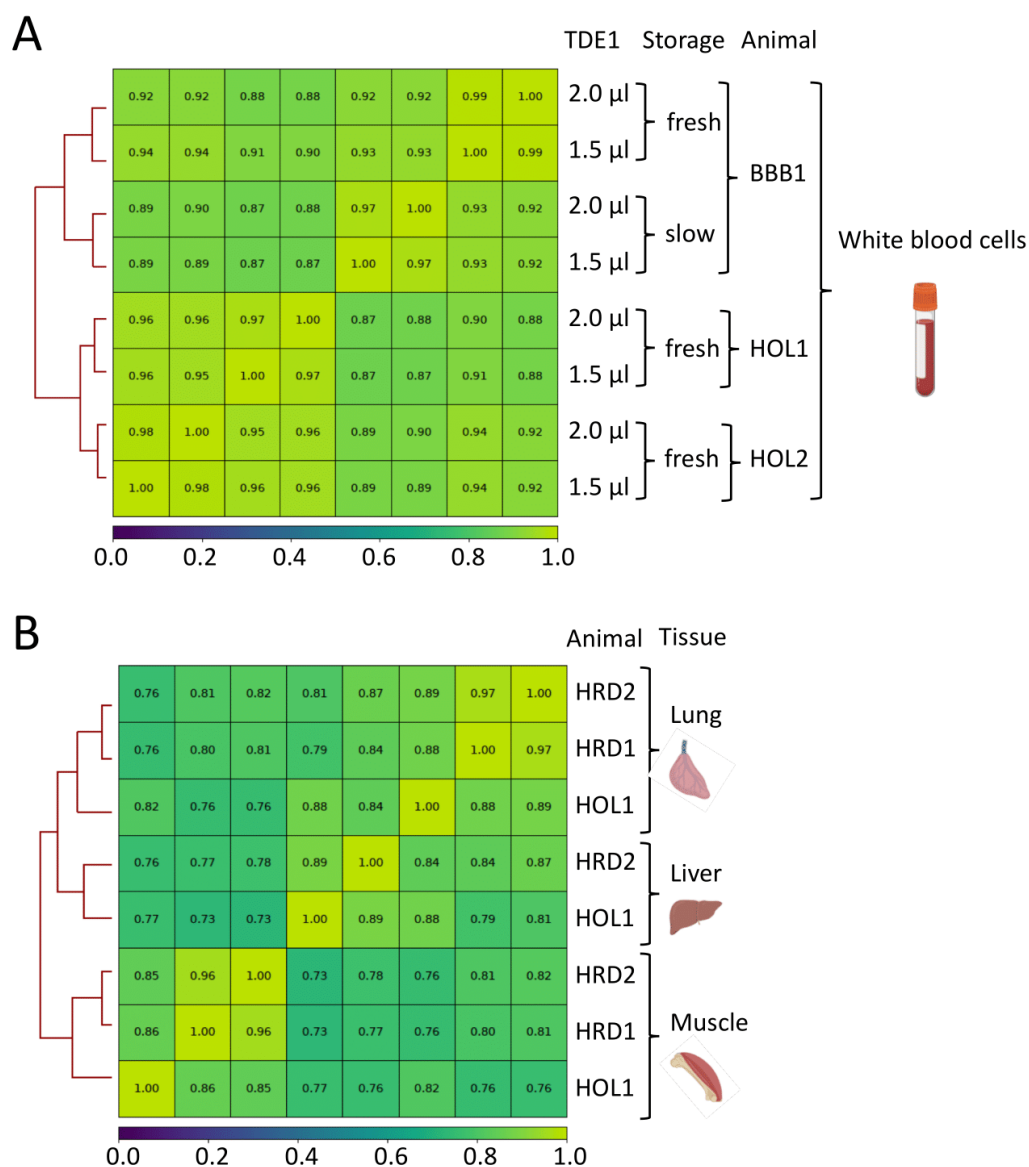 A
TDE1 Storage Animal
0.92 0.92 0.88 0.88 0.92 0.92 0.99 1.00 2.0 µl
fresh
0.94 0.94 0.91 0.90 0.93 0.93 1.00 0.99 1.5 µl
BBB1
0.89 0.90 0.87 0.88 0.97 1.00 0.93 0.92 2.0 µl
slow
White blood cells
0.89 0.89 0.87 0.87 1.00 0.97 0.93 0.92 1.5 µl
0.96 0.96 0.97 1.00 0.87 0.88 0.90 0.88 2.0 µl
fresh HOL1
0.96 0.95 1.00 0.97 0.87 0.87 0.91 0.88 1.5 µl
0.98 1.00 0.95 0.96 0.89 0.90 0.94 0.92 2.0 µl
fresh HOL2
1.00 0.98 0.96 0.96 0.89 0.89 0.94 0.92 1.5 µl
0.0 0.2 0.4 0.6 0.8 1.0
B
Animal Tissue
0.76 0.81 0.82 0.81 0.87 0.89 0.97 1.00 HRD2
Lung
0.76 0.80 0.81 0.79 0.84 0.88 1.00 0.97 HRD1
0.82 0.76 0.76 0.88 0.84 1.00 0.88 0.89 HOL1
0.76 0.77 0.78 0.89 1.00 0.84 0.84 0.87 HRD2
Liver
0.77 0.73 0.73 1.00 0.89 0.88 0.79 0.81 HOL1
0.85 0.96 1.00 0.73 0.78 0.76 0.81 0.82 HRD2
0.86 1.00 0.96 0.73 0.77 0.76 0.80 0.81 HRD1 Muscle
1.00 0.86 0.85 0.77 0.76 0.82 0.76 0.76 HOL1
0.0 0.2 0.4 0.6 0.8 1.0